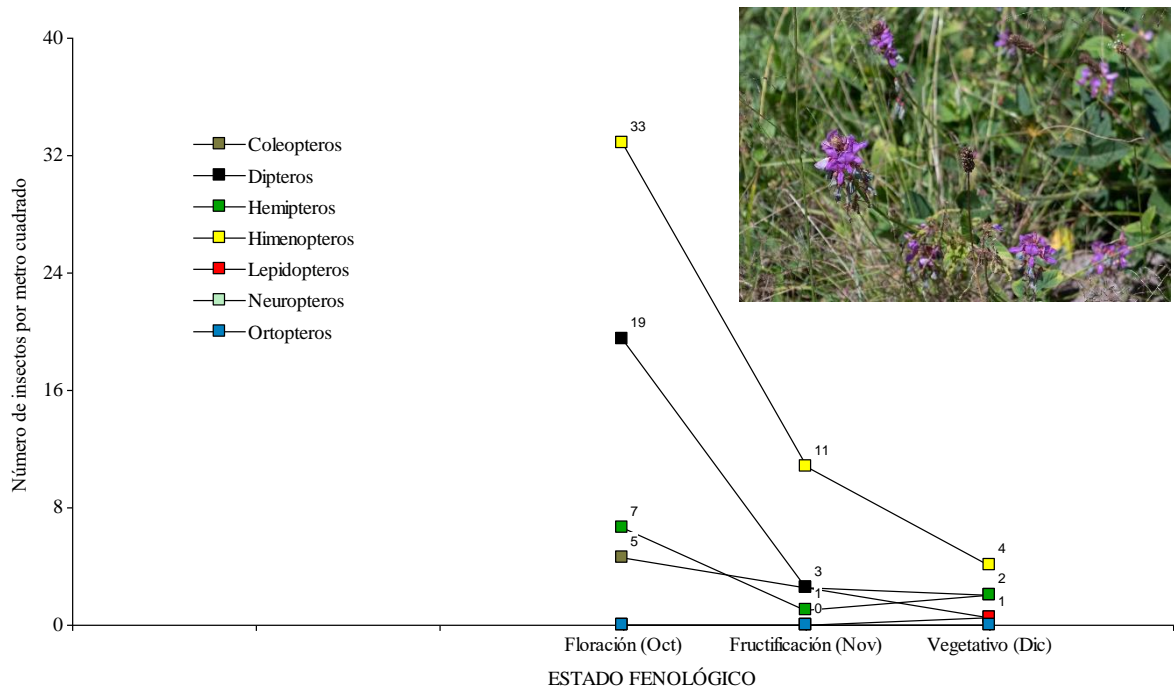 Número de insectos por metro cuadrado
40
32
24
16
8
0
Coleopteros
Dipteros
Hemipteros
Himenopteros
Lepidopteros
Neuropteros
Ortopteros
33
19
7
5
11
3
1
0
4
2
1
Floración (Oct)
Fructificación (Nov)
Vegetativo (Dic)
ESTADO FENOLÓGICO